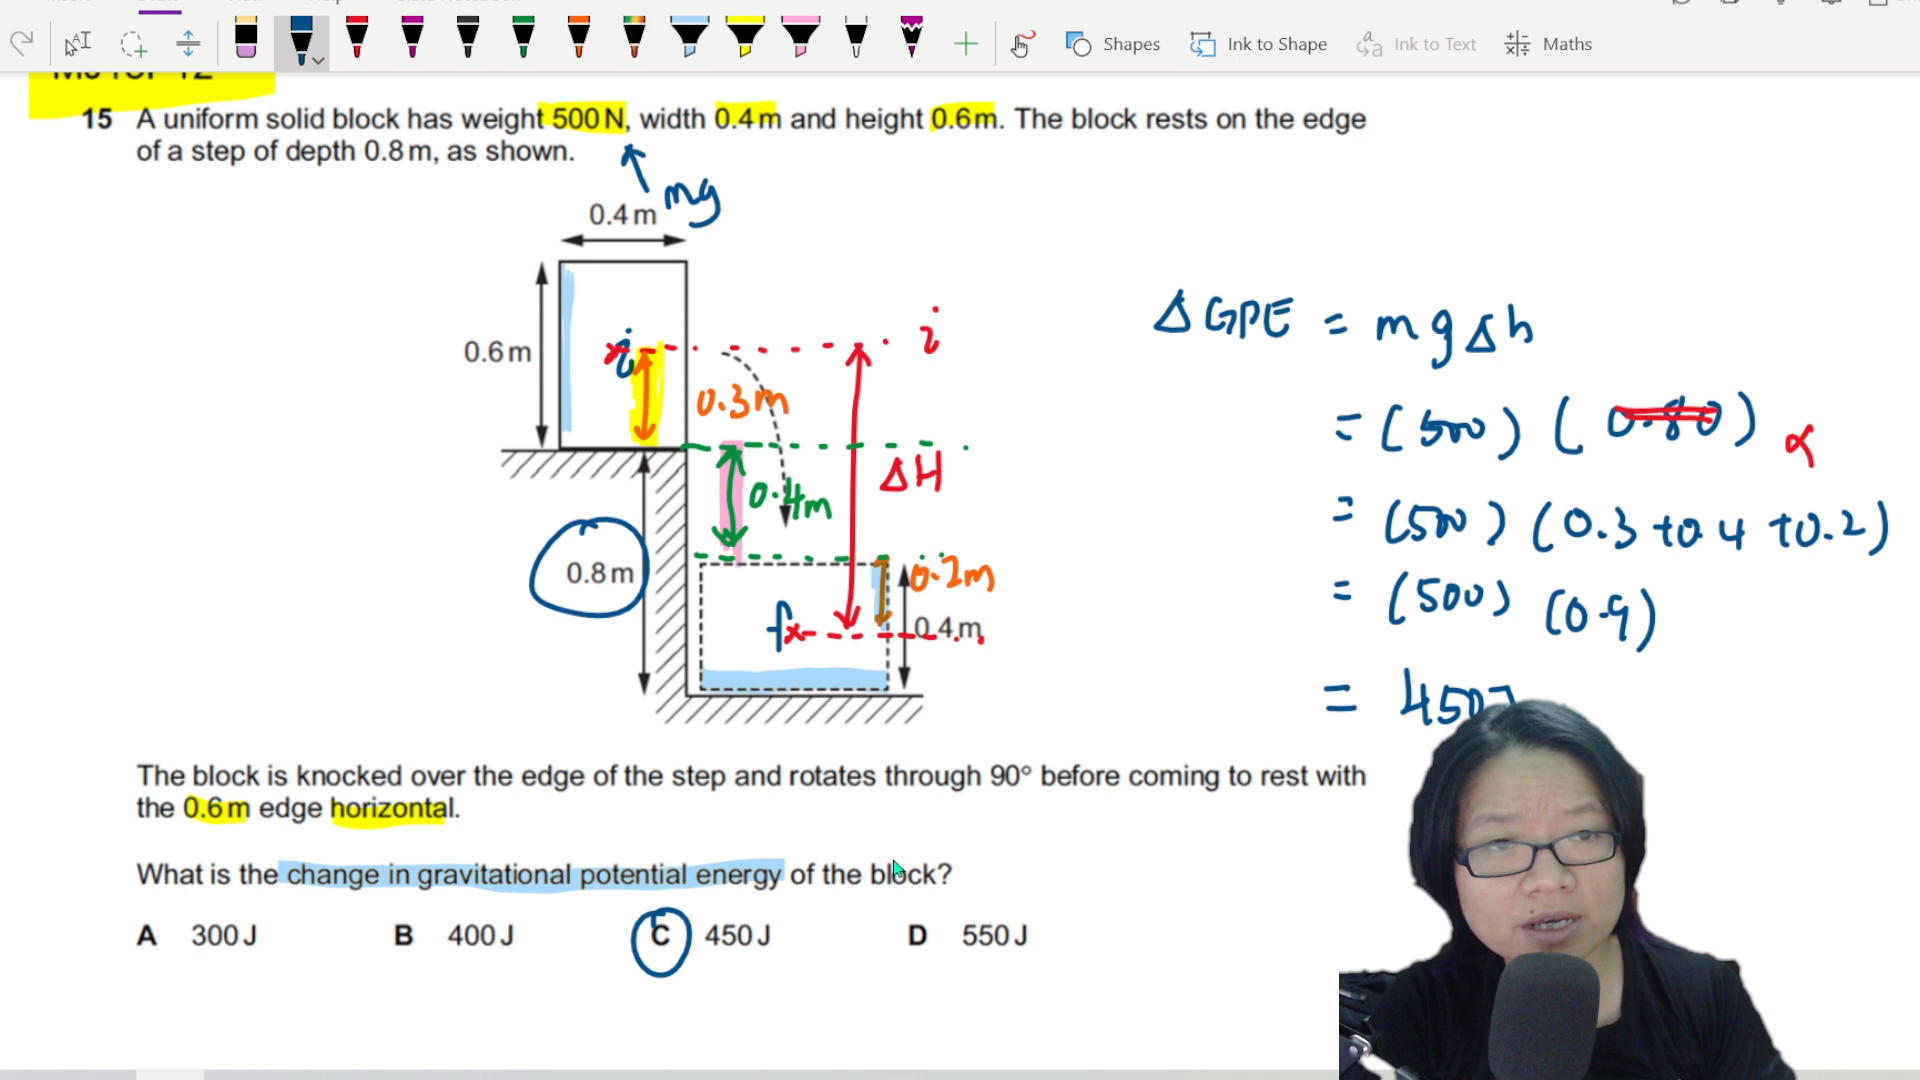 Shapes
Link to Shape
Link to Text
Maths
15 A uniform solid block has weight 500 N, width 0.4 m and height 0.6 m. The block rests on the edge
of a step of depth 0.8 m, as shown.
mg
0.4 m
0.6 m
i
i
0.3m
ΔH
0.4m
0.8 m
0.2m
f
0.4 m
ΔGPE = mgΔh
= (500) (0.80)
= (500) (0.3 + 0.4 + 0.2)
= (500) (0.9)
= 450J
The block is knocked over the edge of the step and rotates through 90° before coming to rest with
the 0.6 m edge horizontal.
What is the change in gravitational potential energy of the block?
A 300 J B 400 J C 450 J D 550 J